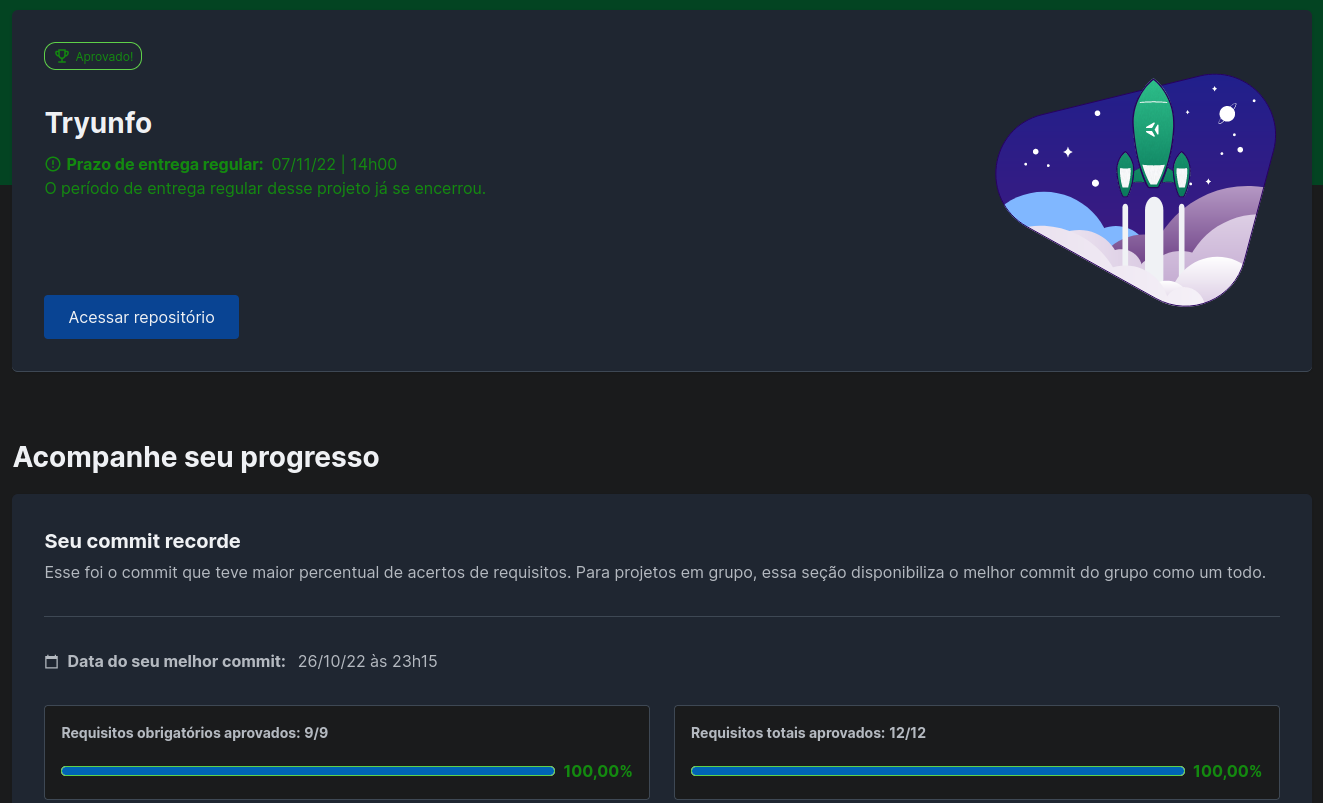 Aprovado!
Tryunfo
Prazo de entrega regular: 07/11/22 | 14h00
O período de entrega regular desse projeto já se encerrou.
Acessar repositório
Acompanhe seu progresso
Seu commit recorde
Esse foi o commit que teve maior percentual de acertos de requisitos. Para projetos em grupo, essa seção disponibiliza o melhor commit do grupo como um todo.
Data do seu melhor commit: 26/10/22 às 23h15
Requisitos obrigatórios aprovados: 9/9
100,00%
Requisitos totais aprovados: 12/12
100,00%